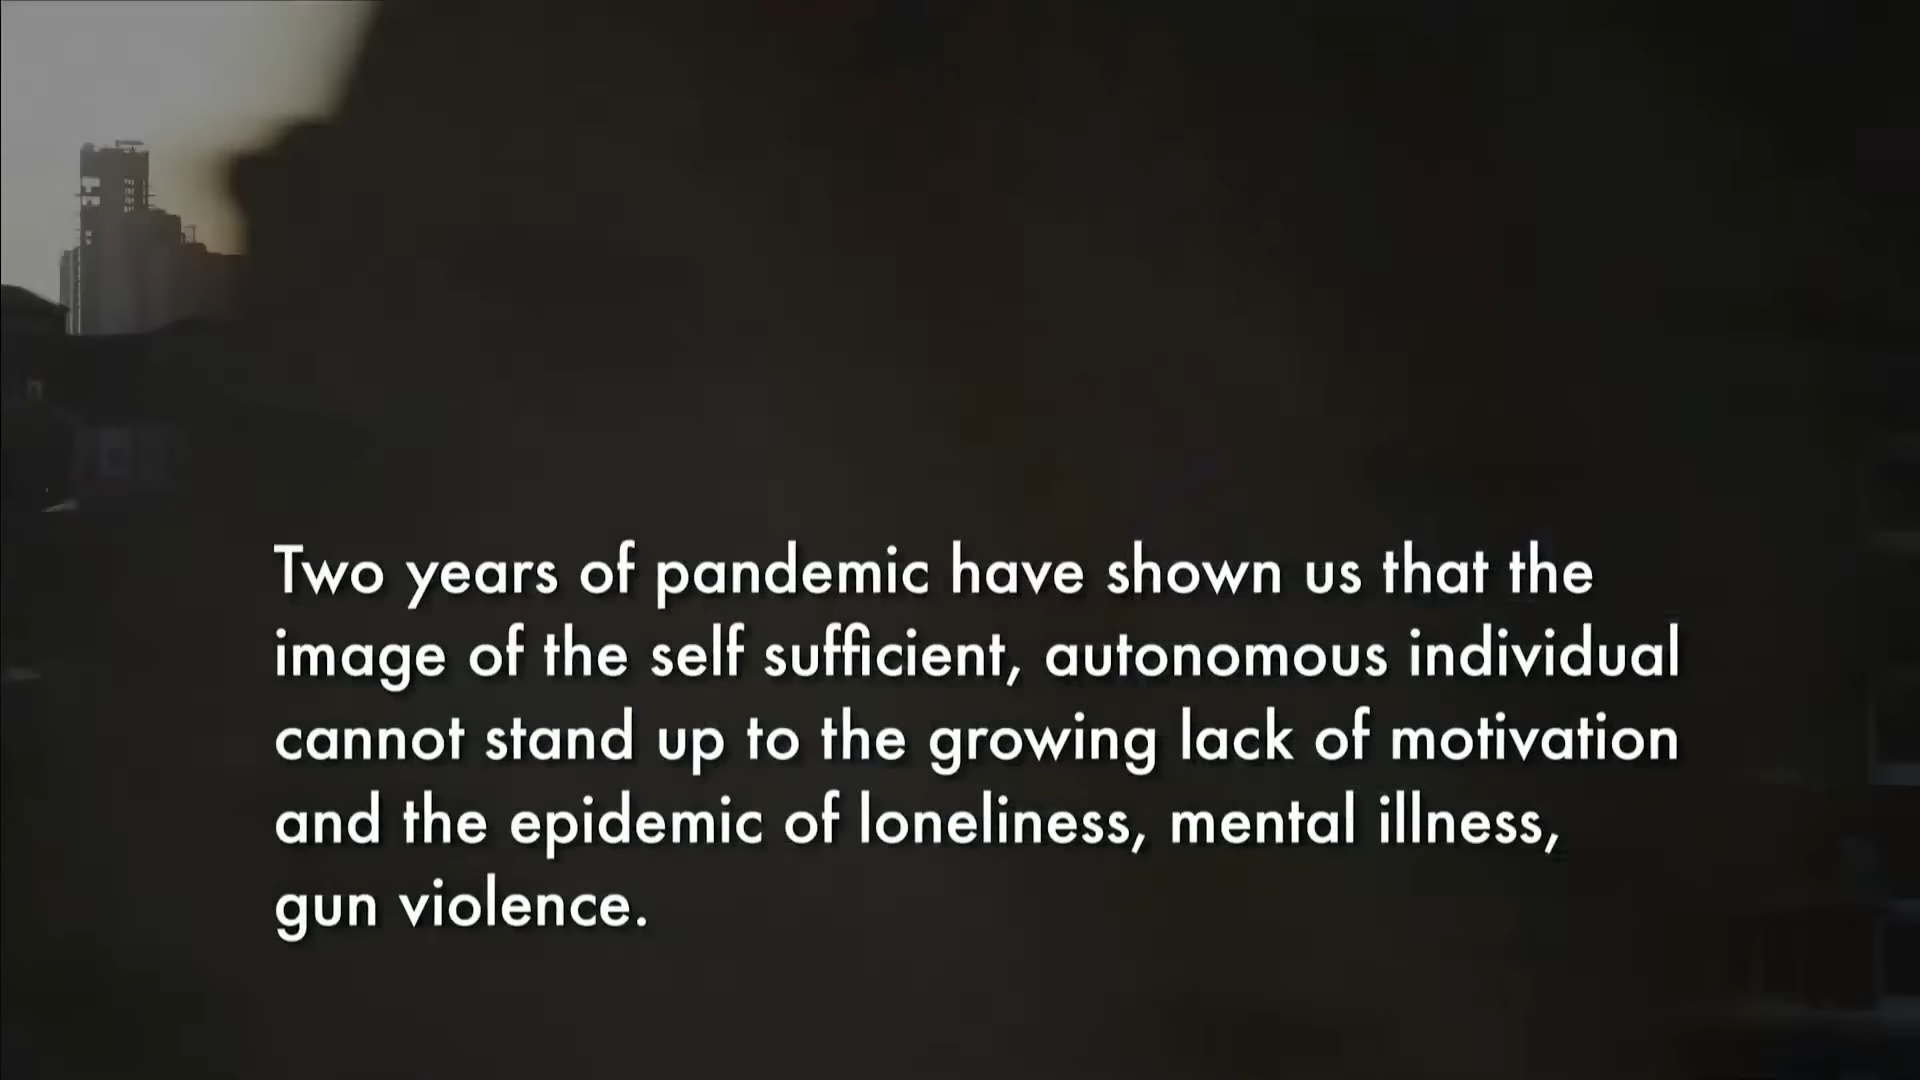 Two years of pandemic have shown us that the
image of the self sufficient, autonomous individual
cannot stand up to the growing lack of motivation
and the epidemic of loneliness, mental illness,
gun violence.